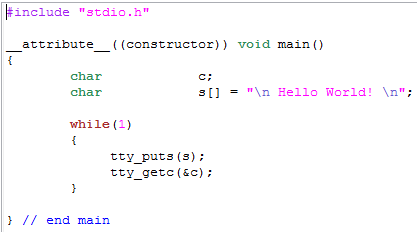 #include "stdio.h"
__attribute__((constructor)) void main()
{
char c;
char s[] = "\n Hello World! \n";
while(1)
{
tty_puts(s);
tty_getc(&c);
}
} // end main